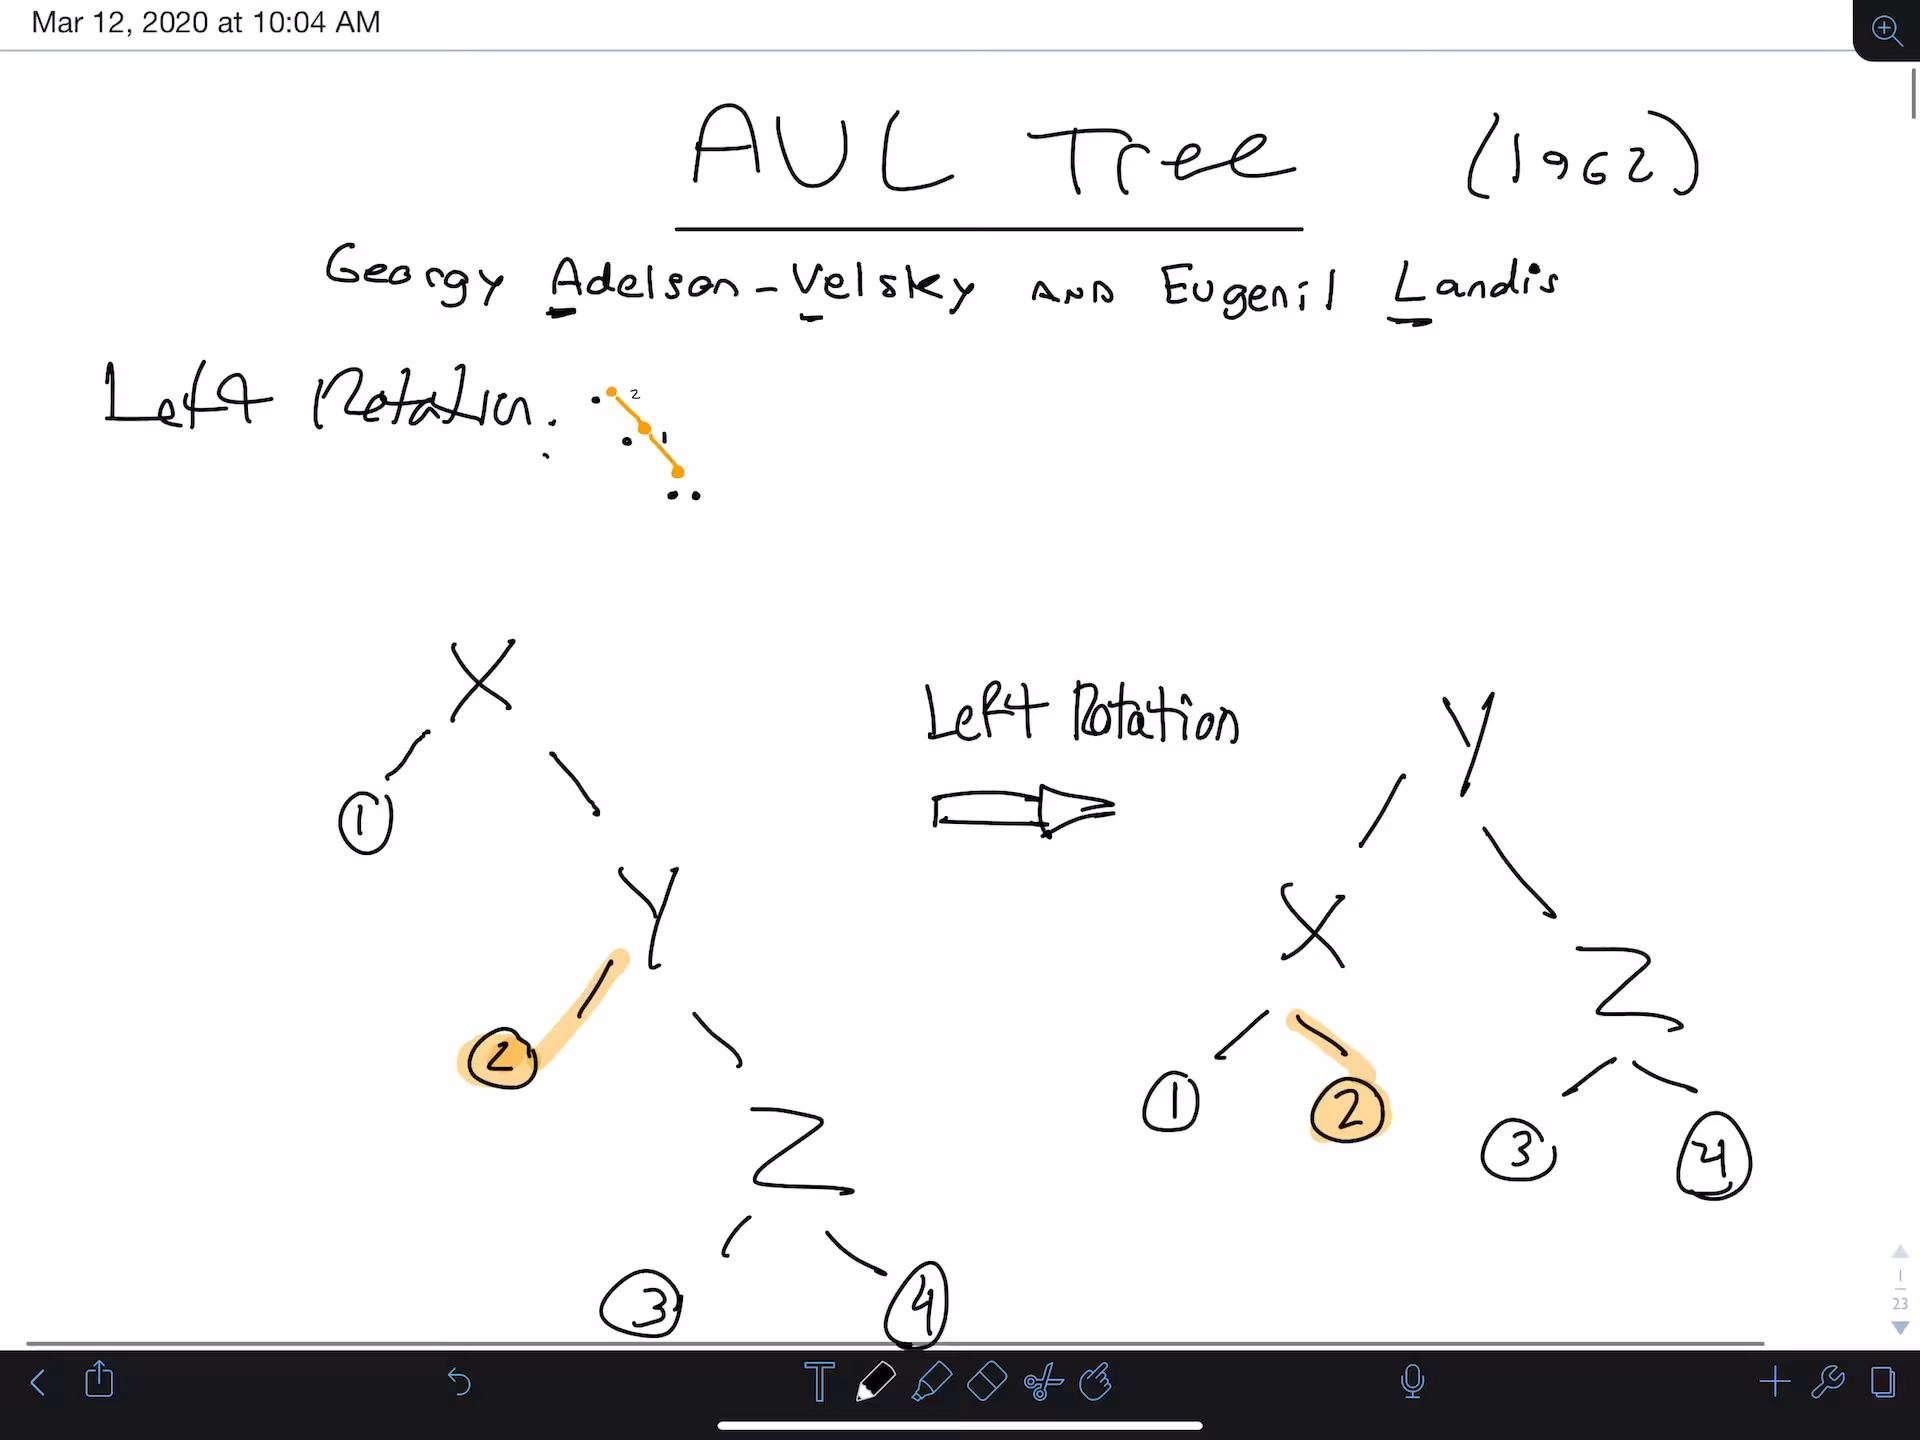 Mar 12, 2020 at 10:04 AM
AVL Tree (1962)
Georgy Adelson-Velsky AND Eugenii Landis
Left Rotation:
2
1
X
Left Rotation
Y
1
Y
X
Z
2
1
2
3
4
Z
3
4
1
23
T